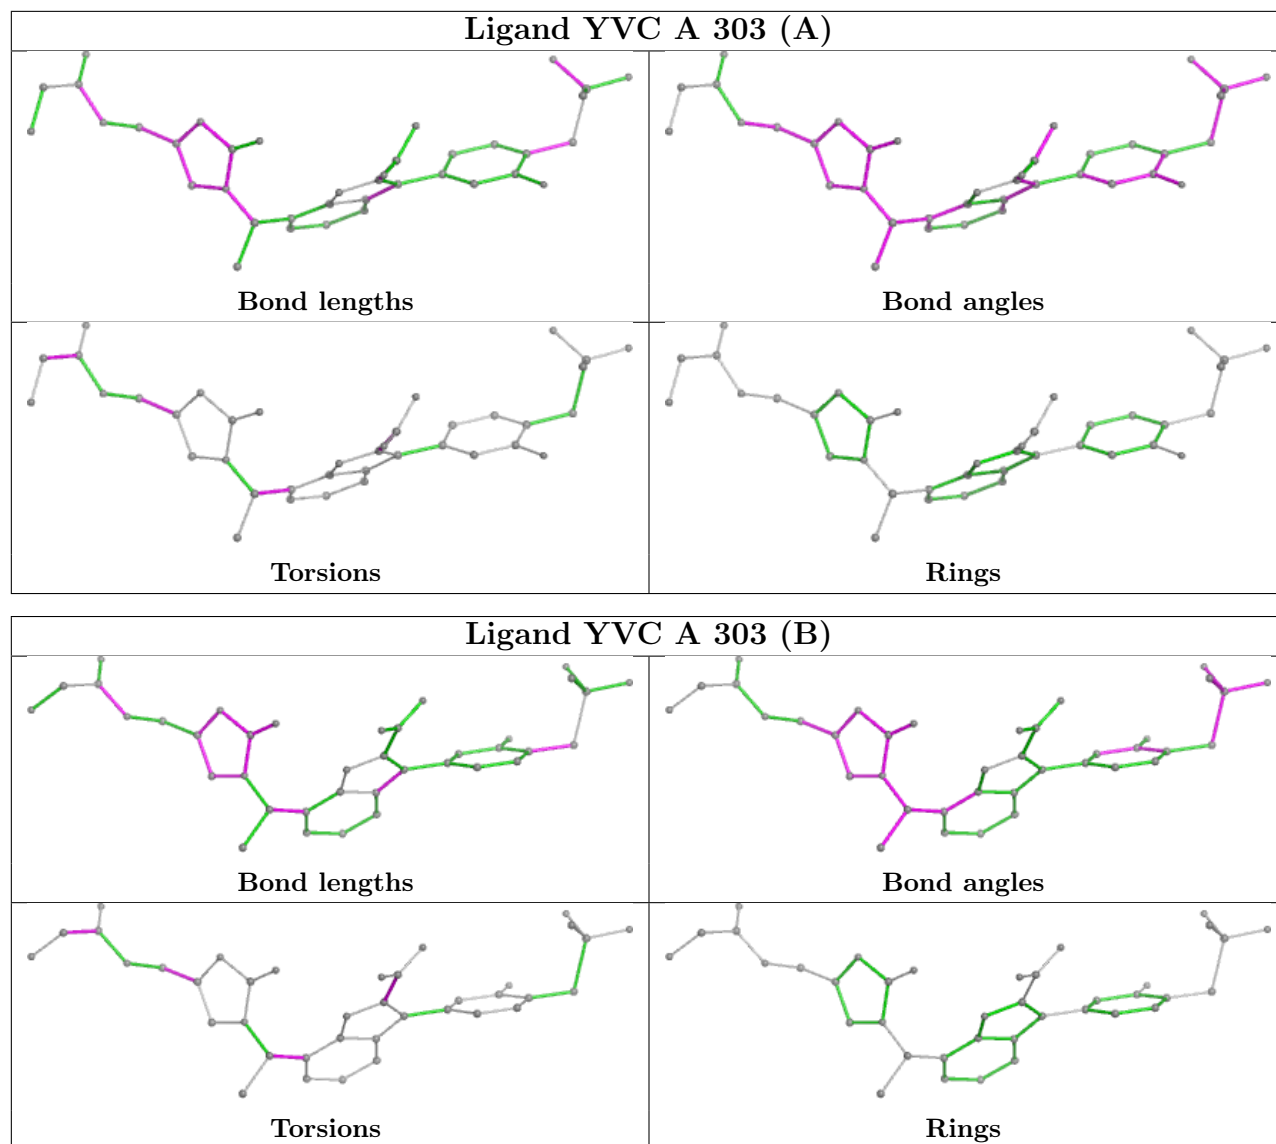 Ligand YVC A 303 (A)
Bond lengths
Bond angles
Torsions
Rings
Ligand YVC A 303 (B)
Bond lengths
Bond angles
Torsions
Rings